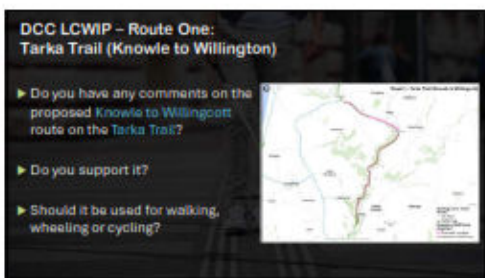 DCC LCWIP – Route One:
Tarka Trail (Knowle to Willington)
Do you have any comments on the
proposed Knowle to Willingcott
route on the Tarka Trail?
Do you support it?
Should it be used for walking,
wheeling or cycling?